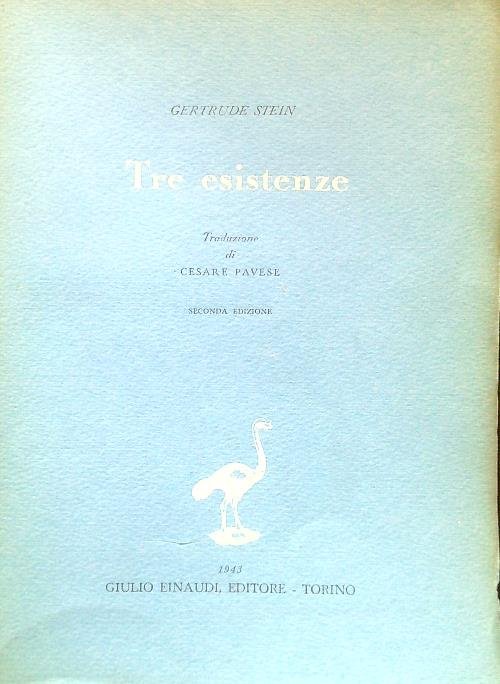 GERTRUDE STEIN
Tre esistenze
Traduzione
di
CESARE PAVESE
SECONDA EDIZIONE
1943
GIULIO EINAUDI, EDITORE - TORINO